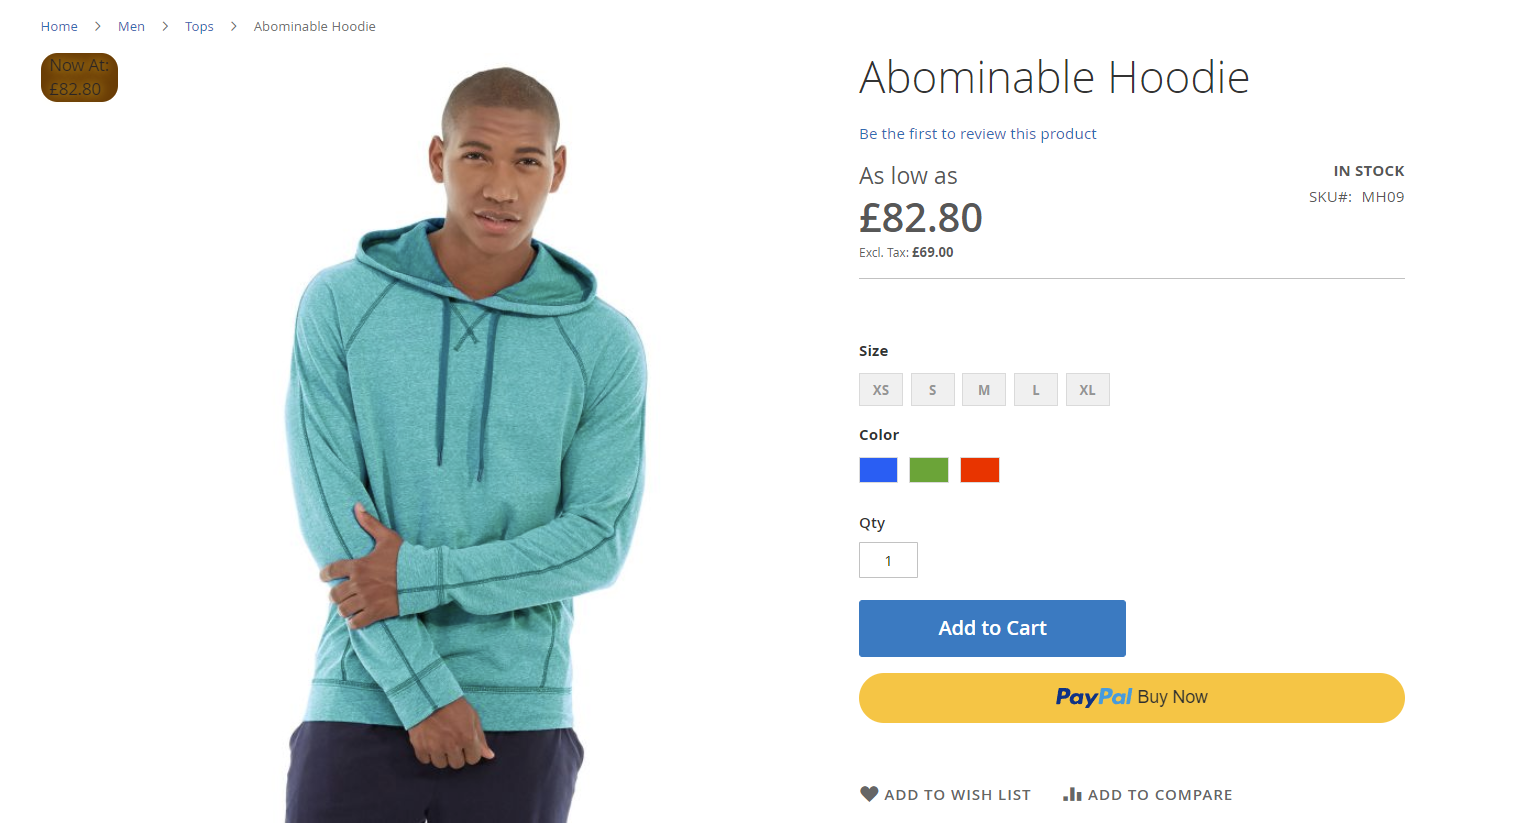 Home > Men > Tops > Abominable Hoodie
Now At:
£82.80
Abominable Hoodie
Be the first to review this product
As low as
£82.80
Excl. Tax: £69.00
IN STOCK
SKU#: MH09
Size
XS S M L XL
Color
Qty
1
Add to Cart
PayPal Buy Now
ADD TO WISH LIST
ADD TO COMPARE